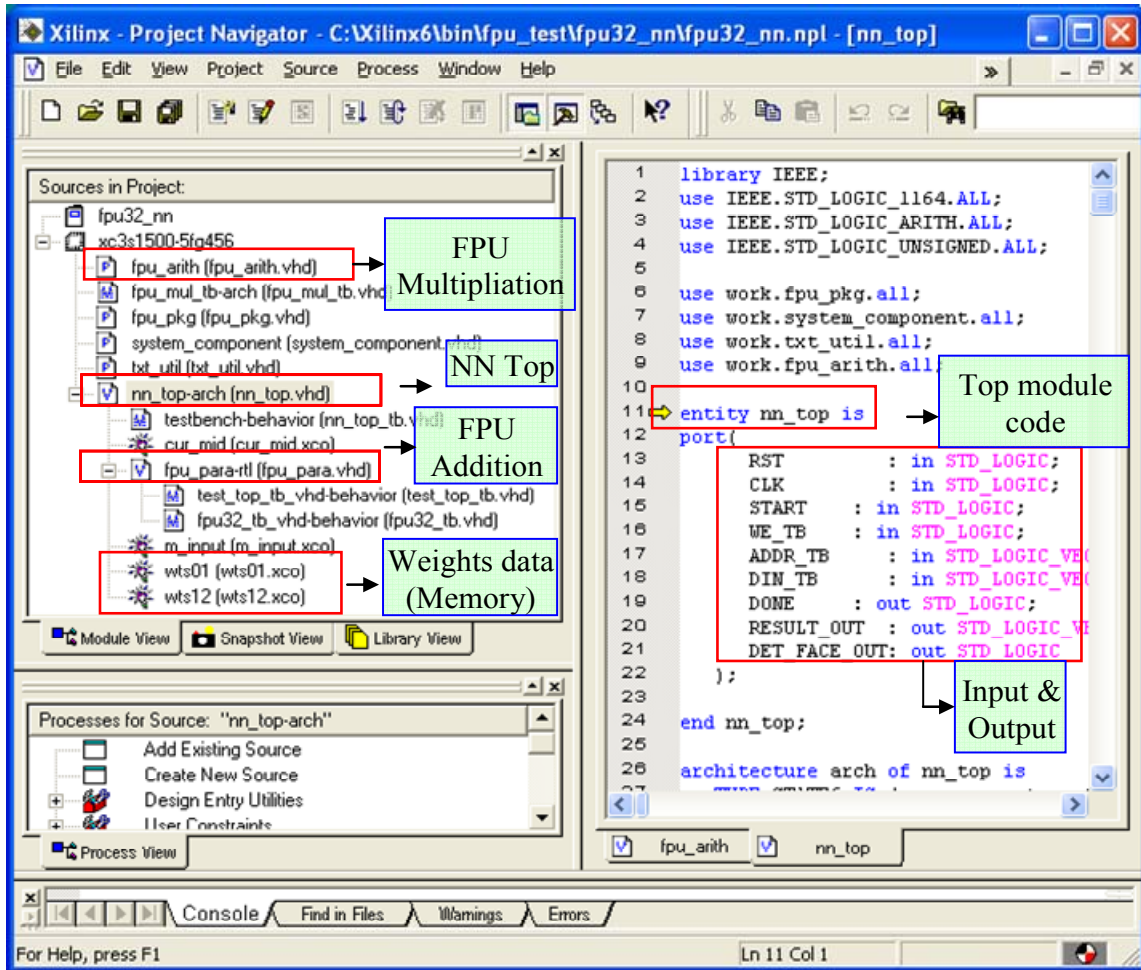 Xilinx - Project Navigator - C:\Xilinx6\bin\fpu_test\fpu32_nn\fpu32_nn.npl - [nn_top]
File Edit View Project Source Process Window Help
Sources in Project:
fpu32_nn
xc3s1500-5fg456
fpu_arith (fpu_arith.vhd)
fpu_mul_tb-arch (fpu_mul_tb.vhd)
fpu_pkg (fpu_pkg.vhd)
system_component (system_component.vhd)
txt_util (txt_util.vhd)
nn_top-arch (nn_top.vhd)
testbench-behavior (nn_top_tb.vhd)
cur_mid (cur_mid.xco)
fpu_para-rtl (fpu_para.vhd)
test_top_tb_vhd-behavior (test_top_tb.vhd)
fpu32_tb_vhd-behavior (fpu32_tb.vhd)
m_input (m_input.xco)
wts01 (wts01.xco)
wts12 (wts12.xco)
FPU
Multipliation
NN Top
FPU
Addition
Weights data
(Memory)
Module View Snapshot View Library View
Processes for Source: "nn_top-arch"
Add Existing Source
Create New Source
Design Entry Utilities
User Constraints
Process View
1 library IEEE;
2 use IEEE.STD_LOGIC_1164.ALL;
3 use IEEE.STD_LOGIC_ARITH.ALL;
4 use IEEE.STD_LOGIC_UNSIGNED.ALL;
5
6 use work.fpu_pkg.all;
7 use work.system_component.all;
8 use work.txt_util.all;
9 use work.fpu_arith.all;
10
11 entity nn_top is
12 port(
13 RST : in STD_LOGIC;
14 CLK : in STD_LOGIC;
15 START : in STD_LOGIC;
16 WE_TB : in STD_LOGIC;
17 ADDR_TB : in STD_LOGIC_VEC
18 DIN_TB : in STD_LOGIC_VEC
19 DONE : out STD_LOGIC;
20 RESULT_OUT : out STD_LOGIC_VE
21 DET_FACE_OUT: out STD_LOGIC
22 );
23
24 end nn_top;
25
26 architecture arch of nn_top is
Top module
code
Input &
Output
fpu_arith nn_top
Console Find in Files Warnings Errors
For Help, press F1
Ln 11 Col 1